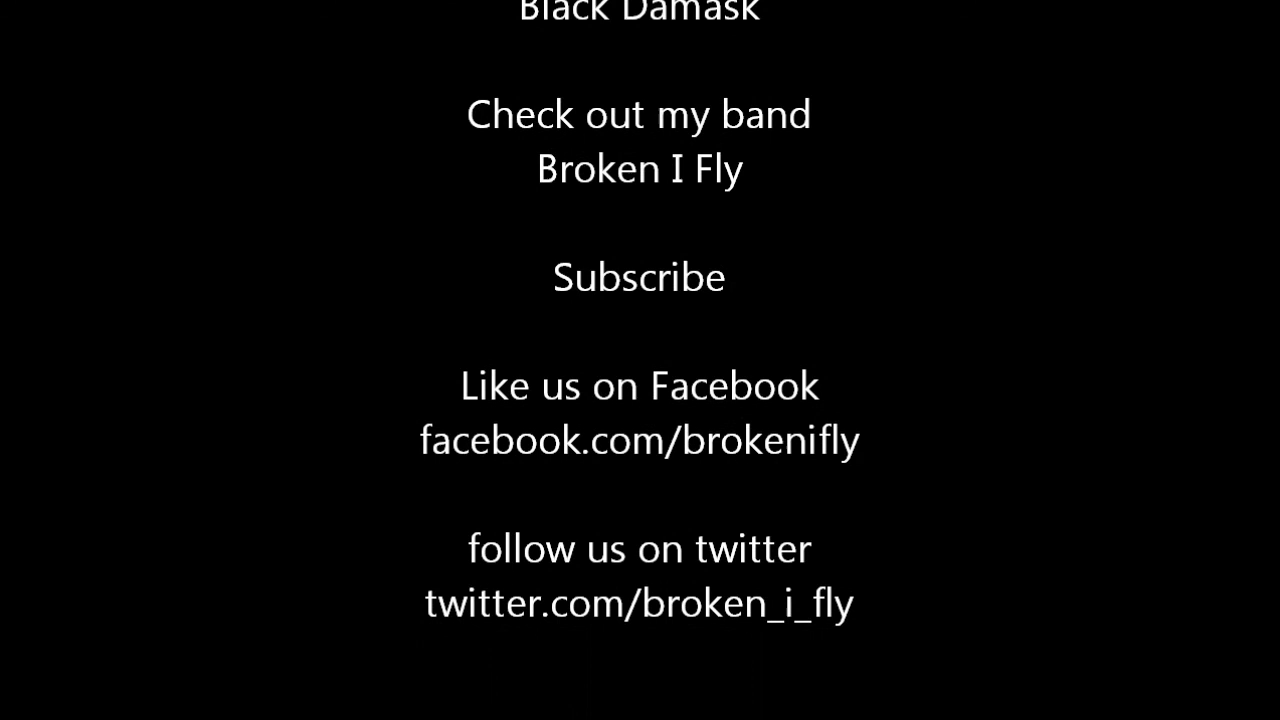 Black Damask
Check out my band
Broken I Fly
Subscribe
Like us on Facebook
facebook.com/brokenifly
follow us on twitter
twitter.com/broken_i_fly